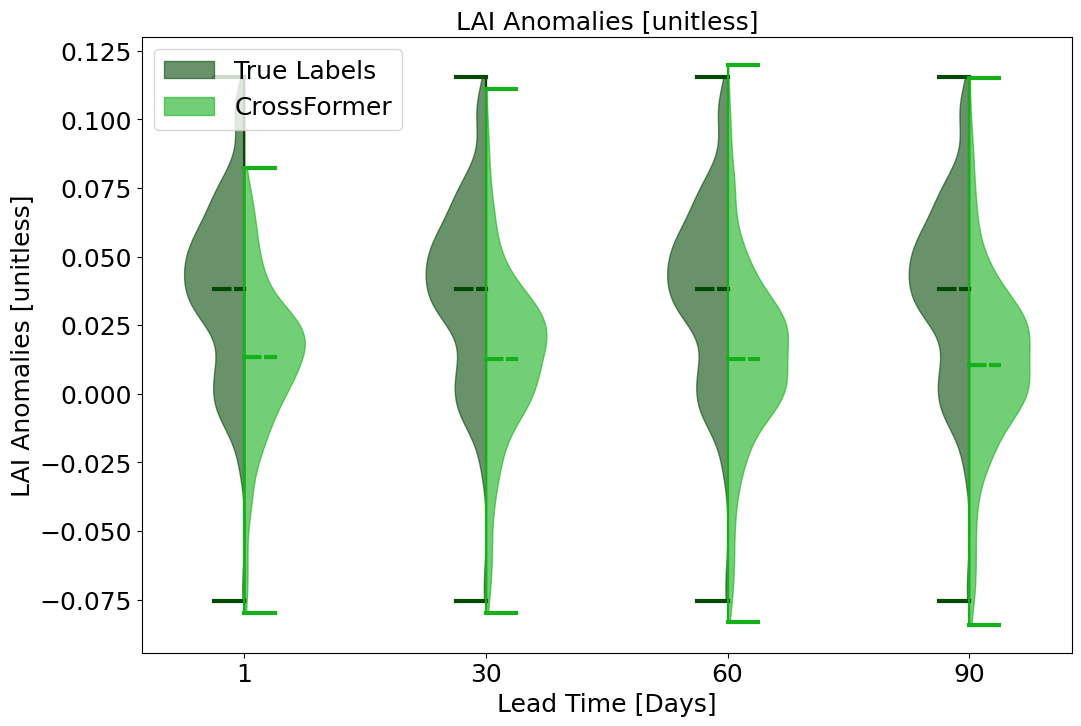 LAI Anomalies [unitless]
True Labels
CrossFormer
LAI Anomalies [unitless]
0.125
0.100
0.075
0.050
0.025
0.000
−0.025
−0.050
−0.075
1 30 60 90
Lead Time [Days]